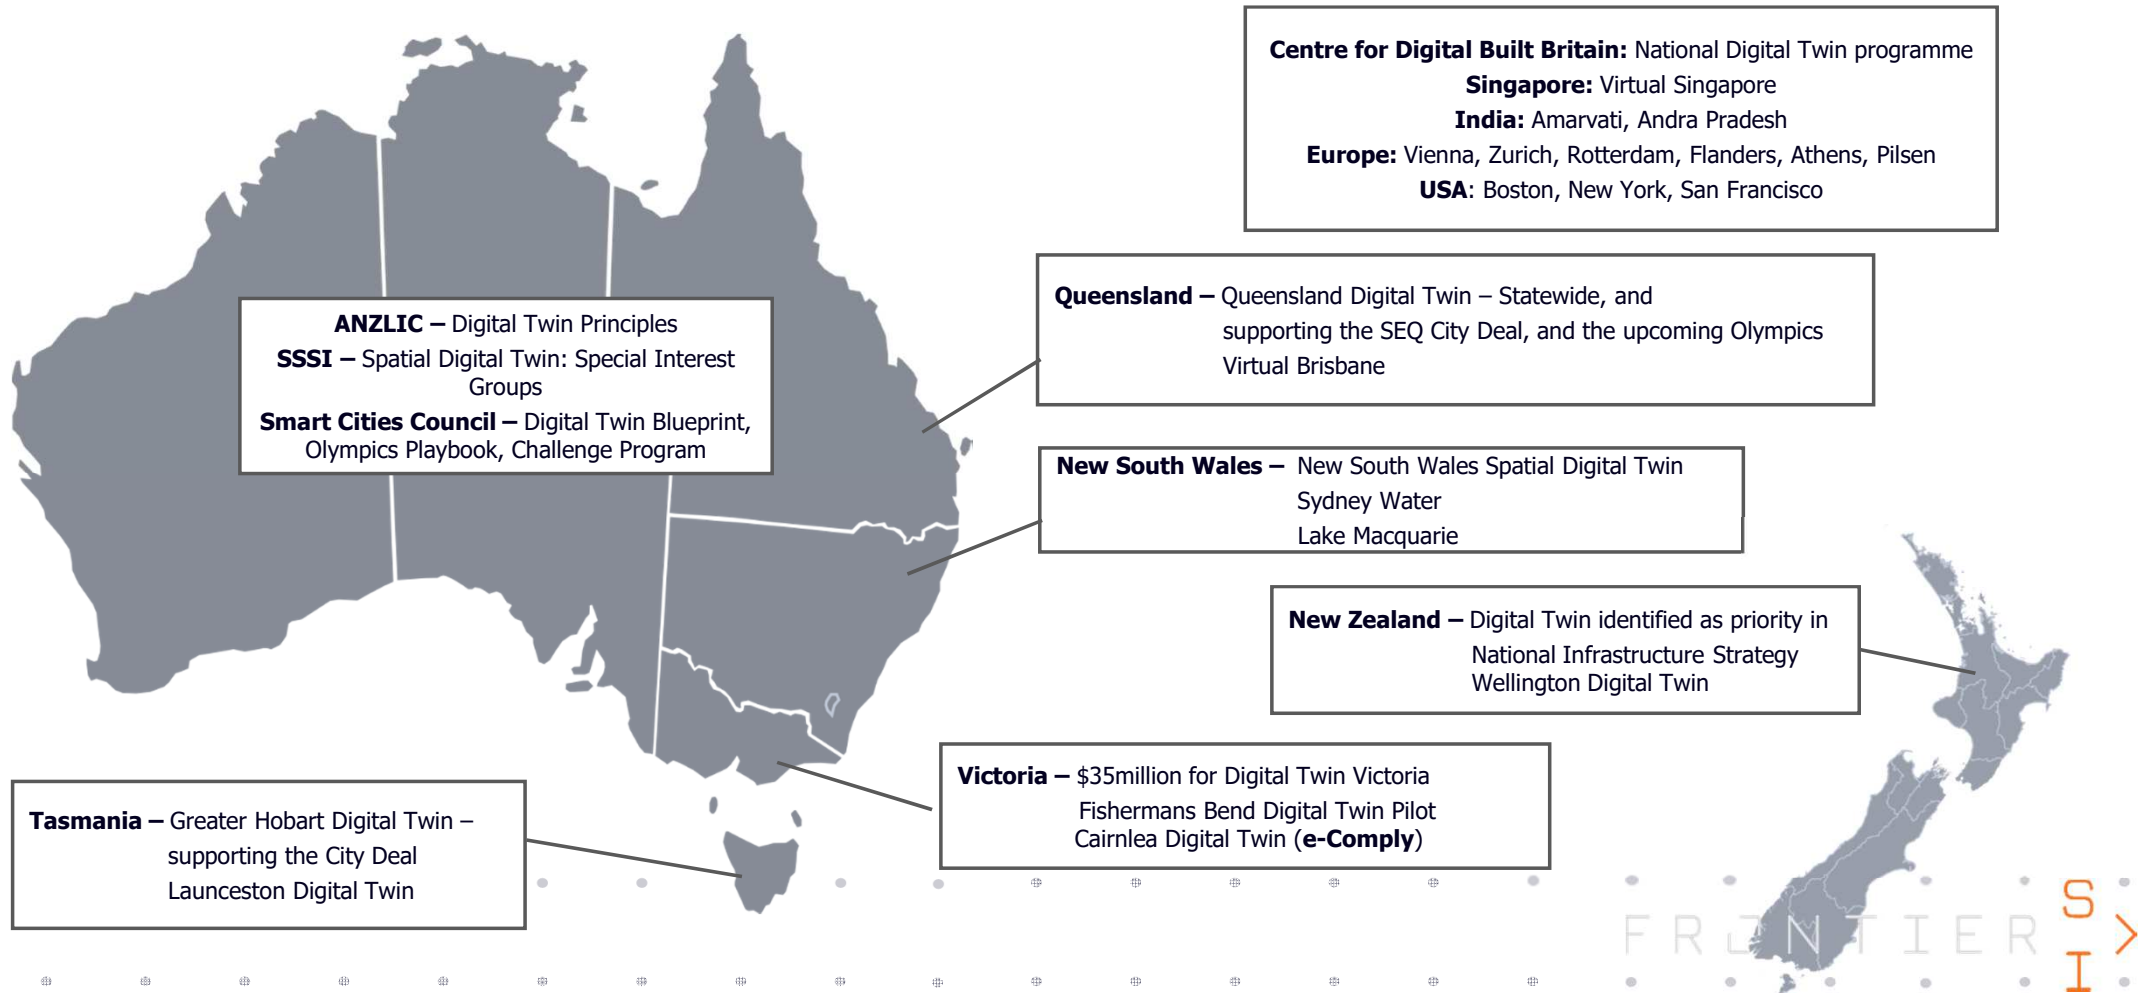 Centre for Digital Built Britain: National Digital Twin programme
Singapore: Virtual Singapore
India: Amarvati, Andra Pradesh
Europe: Vienna, Zurich, Rotterdam, Flanders, Athens, Pilsen
USA: Boston, New York, San Francisco
ANZLIC – Digital Twin Principles
SSSI – Spatial Digital Twin: Special Interest
Groups
Smart Cities Council – Digital Twin Blueprint,
Olympics Playbook, Challenge Program
Queensland – Queensland Digital Twin – Statewide, and
supporting the SEQ City Deal, and the upcoming Olympics
Virtual Brisbane
New South Wales – New South Wales Spatial Digital Twin
Sydney Water
Lake Macquarie
New Zealand – Digital Twin identified as priority in
National Infrastructure Strategy
Wellington Digital Twin
Victoria – $35million for Digital Twin Victoria
Fishermans Bend Digital Twin Pilot
Cairnlea Digital Twin (e-Comply)
Tasmania – Greater Hobart Digital Twin –
supporting the City Deal
Launceston Digital Twin
FRONTIER
S
I